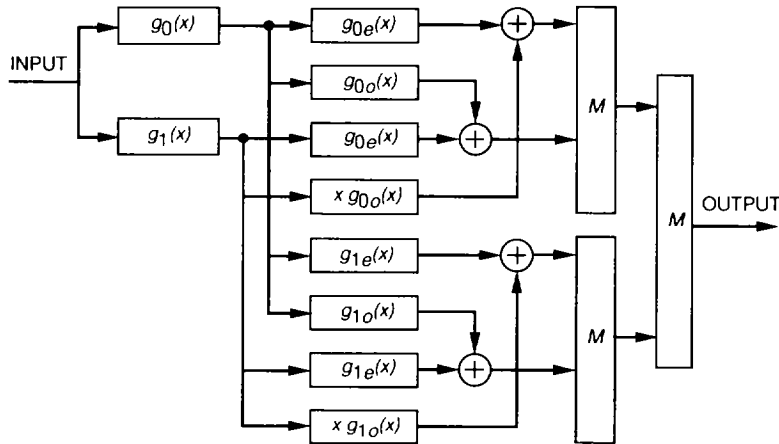 INPUT
g₀(x)
g₁(x)
g₀ₑ(x)
g₀ₒ(x)
g₀ₑ(x)
x g₀ₒ(x)
g₁ₑ(x)
g₁ₒ(x)
g₁ₑ(x)
x g₁ₒ(x)
+
+
+
+
M
M
M
OUTPUT